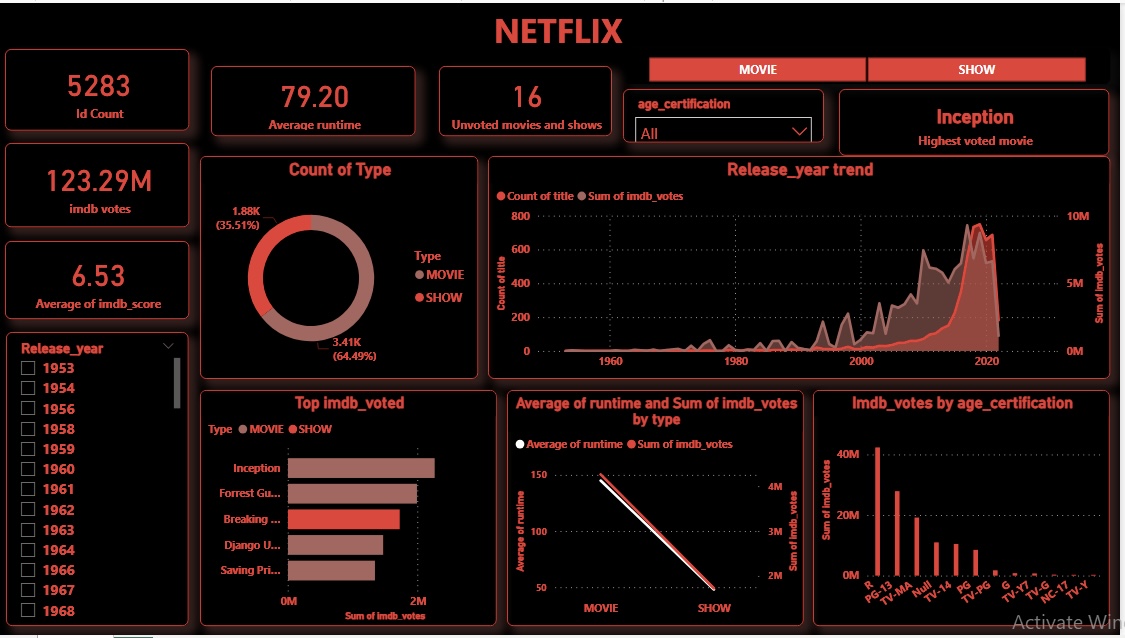 NETFLIX
5283
Id Count
79.20
Average runtime
16
Unvoted movies and shows
MOVIE
SHOW
age_certification
All
Inception
Highest voted movie
123.29M
imdb votes
6.53
Average of imdb_score
Release_year
1953
1954
1956
1958
1959
1960
1961
1962
1963
1964
1966
1967
1968
Count of Type
1.88K
(35.51%)
3.41K
(64.49%)
Type
MOVIE
SHOW
Release_year trend
Count of title
Sum of imdb_votes
800
600
400
200
0
Count of title
10M
5M
0M
Sum of imdb_votes
1960
1980
2000
2020
Top imdb_voted
Type MOVIE SHOW
Inception
Forrest Gu...
Breaking ...
Django U...
Saving Pri...
0M
2M
Sum of imdb_votes
Average of runtime and Sum of imdb_votes
by type
Average of runtime
Sum of imdb_votes
150
100
50
Average of runtime
4M
3M
2M
Sum of imdb_votes
MOVIE
SHOW
Imdb_votes by age_certification
40M
20M
0M
Sum of imdb_votes
R
PG-13
TV-MA
Null
TV-14
PG
TV-PG
G
TV-Y7
TV-G
NC-17
TV-Y
Activate Win